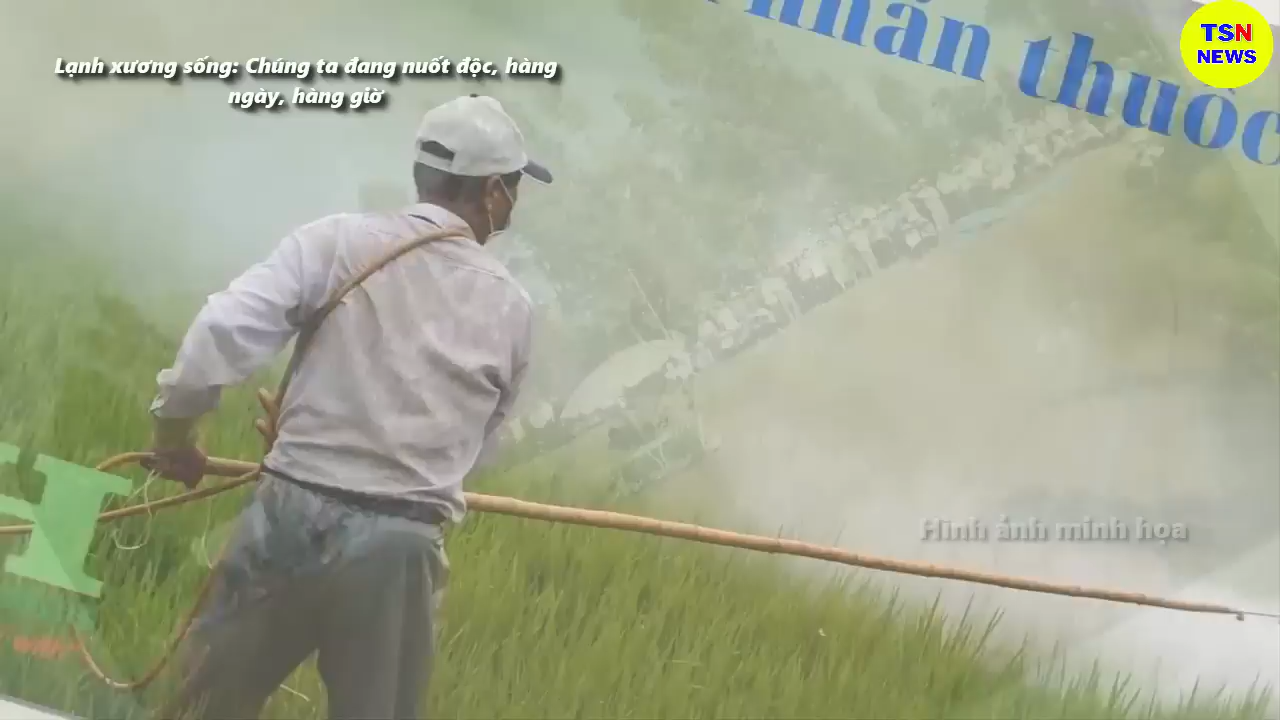 Lạnh xương sống: Chúng ta đang nuốt độc, hàng
ngày, hàng giờ
TSN
NEWS
nhãn thuốc
Hình ảnh minh họa